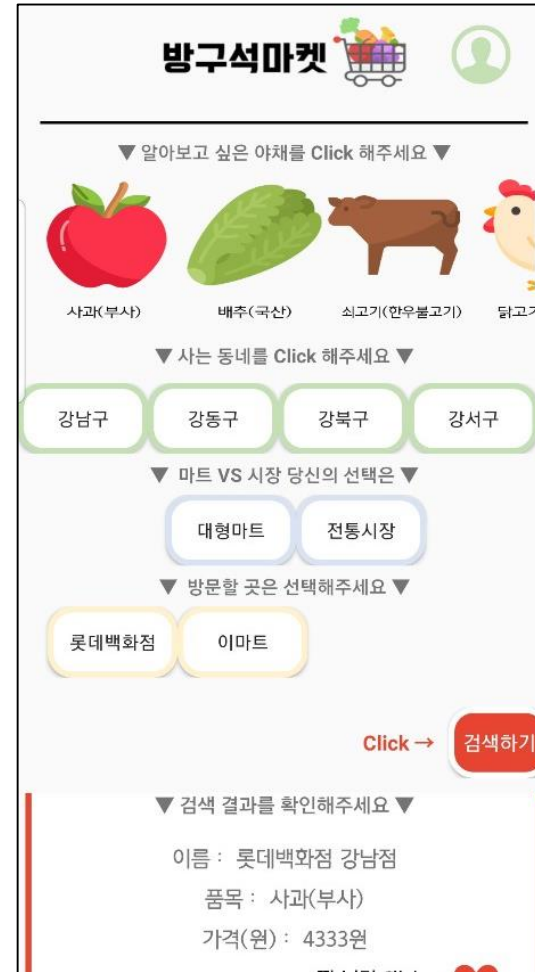 방구석마켓
▼ 알아보고 싶은 야채를 Click 해주세요 ▼
사과(부사) 배추(국산) 쇠고기(한우불고기) 닭고기
▼ 사는 동네를 Click 해주세요 ▼
강남구 강동구 강북구 강서구
▼ 마트 VS 시장 당신의 선택은 ▼
대형마트 전통시장
▼ 방문할 곳은 선택해주세요 ▼
롯데백화점 이마트
Click → 검색하기
▼ 검색 결과를 확인해주세요 ▼
이름 : 롯데백화점 강남점
품목 : 사과(부사)
가격(원) : 4333원